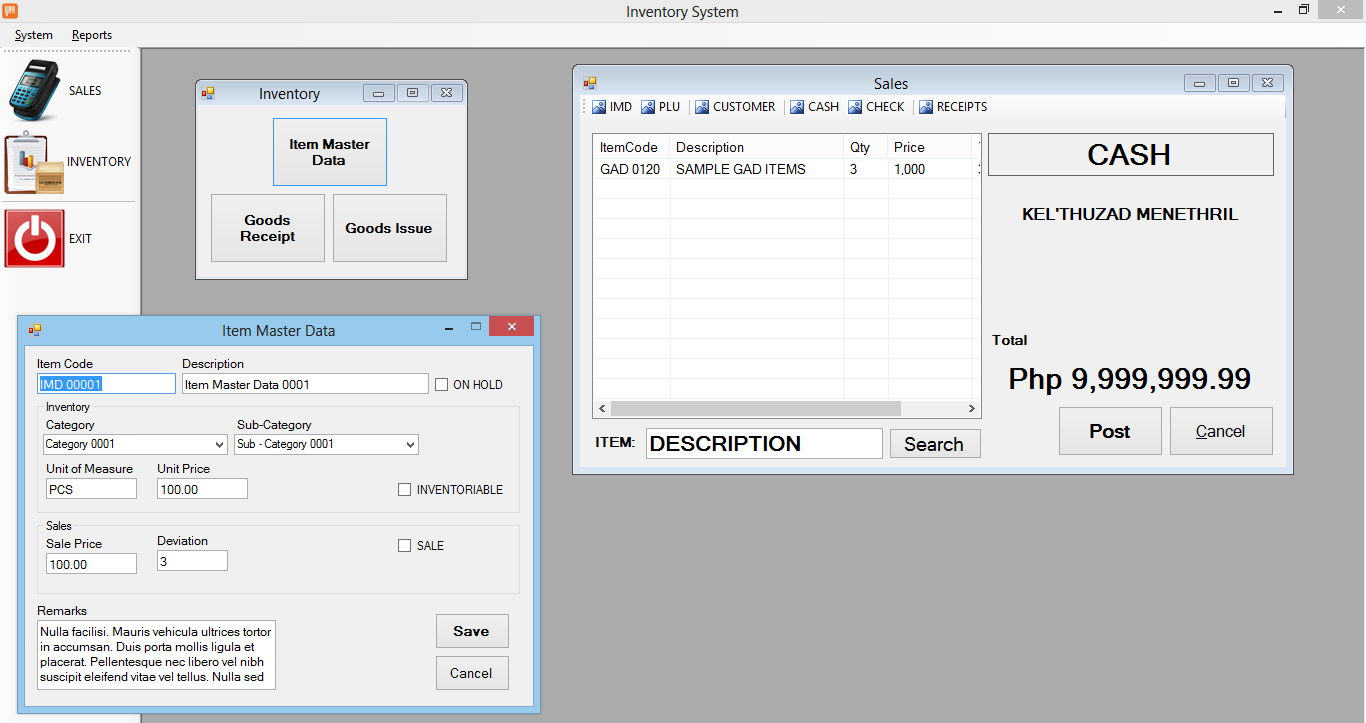 Inventory System
System Reports
SALES
INVENTORY
EXIT
Inventory
Item Master
Data
Goods
Receipt
Goods Issue
Sales
IMD PLU CUSTOMER CASH CHECK RECEIPTS
ItemCode Description Qty Price
GAD 0120 SAMPLE GAD ITEMS 3 1,000
CASH
KEL'THUZAD MENETHRIL
Total
Php 9,999,999.99
ITEM: DESCRIPTION Search
Post Cancel
Item Master Data
Item Code Description
IMD 00001 Item Master Data 0001 ON HOLD
Inventory
Category Sub-Category
Category 0001 Sub - Category 0001
Unit of Measure Unit Price
PCS 100.00 INVENTORIABLE
Sales
Sale Price Deviation
100.00 3 SALE
Remarks
Nulla facilisi. Mauris vehicula ultrices tortor
in accumsan. Duis porta mollis ligula et
placerat. Pellentesque nec libero vel nibh
suscipit eleifend vitae vel tellus. Nulla sed
Save
Cancel